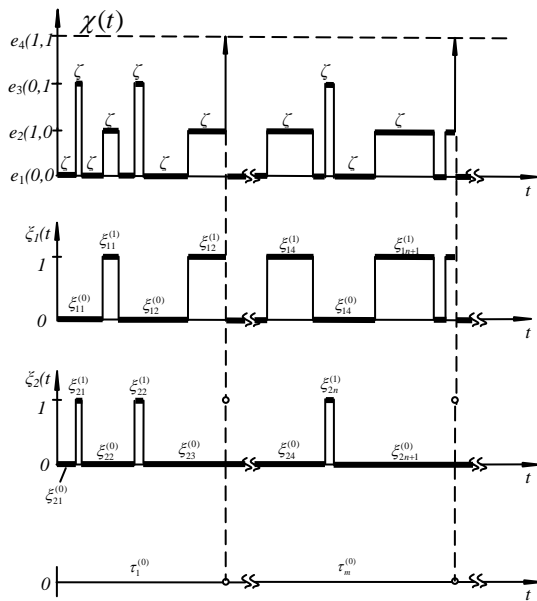 χ(t)
e₄(1,1
e₃(0,1
ζ ζ ζ
e₂(1,0
ζ ζ ζ ζ
e₁(0,0
ζ ζ ζ ζ
t
ξ₁(t
ξ₁₁⁽¹⁾ ξ₁₂⁽¹⁾ ξ₁₄⁽¹⁾ ξ₁ₙ₊₁⁽¹⁾
1
ξ₁₁⁽⁰⁾ ξ₁₂⁽⁰⁾ ξ₁₄⁽⁰⁾
0
t
ξ₂(t
ξ₂₁⁽¹⁾ ξ₂₂⁽¹⁾ ξ₂ₙ⁽¹⁾
1
ξ₂₂⁽⁰⁾ ξ₂₃⁽⁰⁾ ξ₂₄⁽⁰⁾ ξ₂ₙ₊₁⁽⁰⁾
0
t
ξ₂₁⁽⁰⁾
τ₁⁽⁰⁾ τₘ⁽⁰⁾
0
t